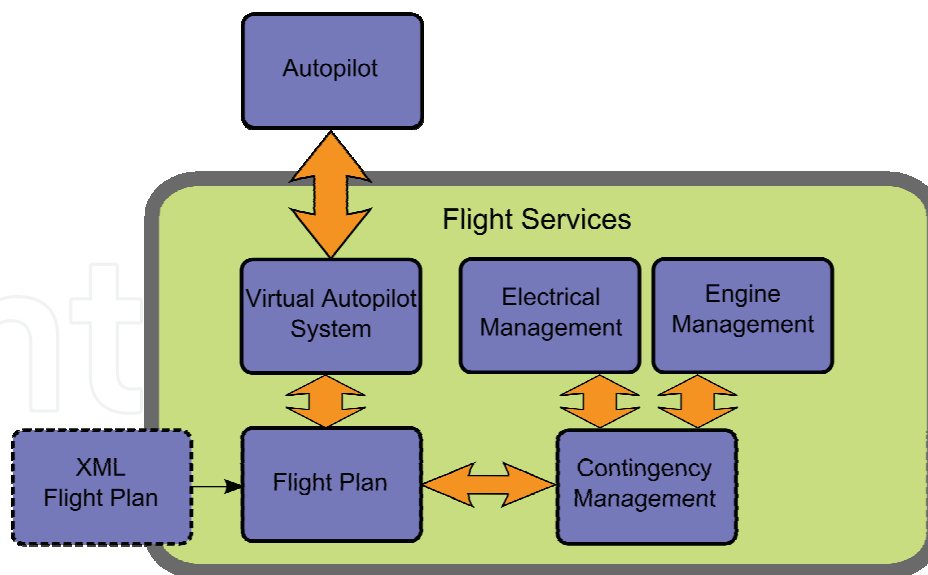 Autopilot
Flight Services
Virtual Autopilot
System
Electrical
Management
Engine
Management
XML
Flight Plan
Flight Plan
Contingency
Management